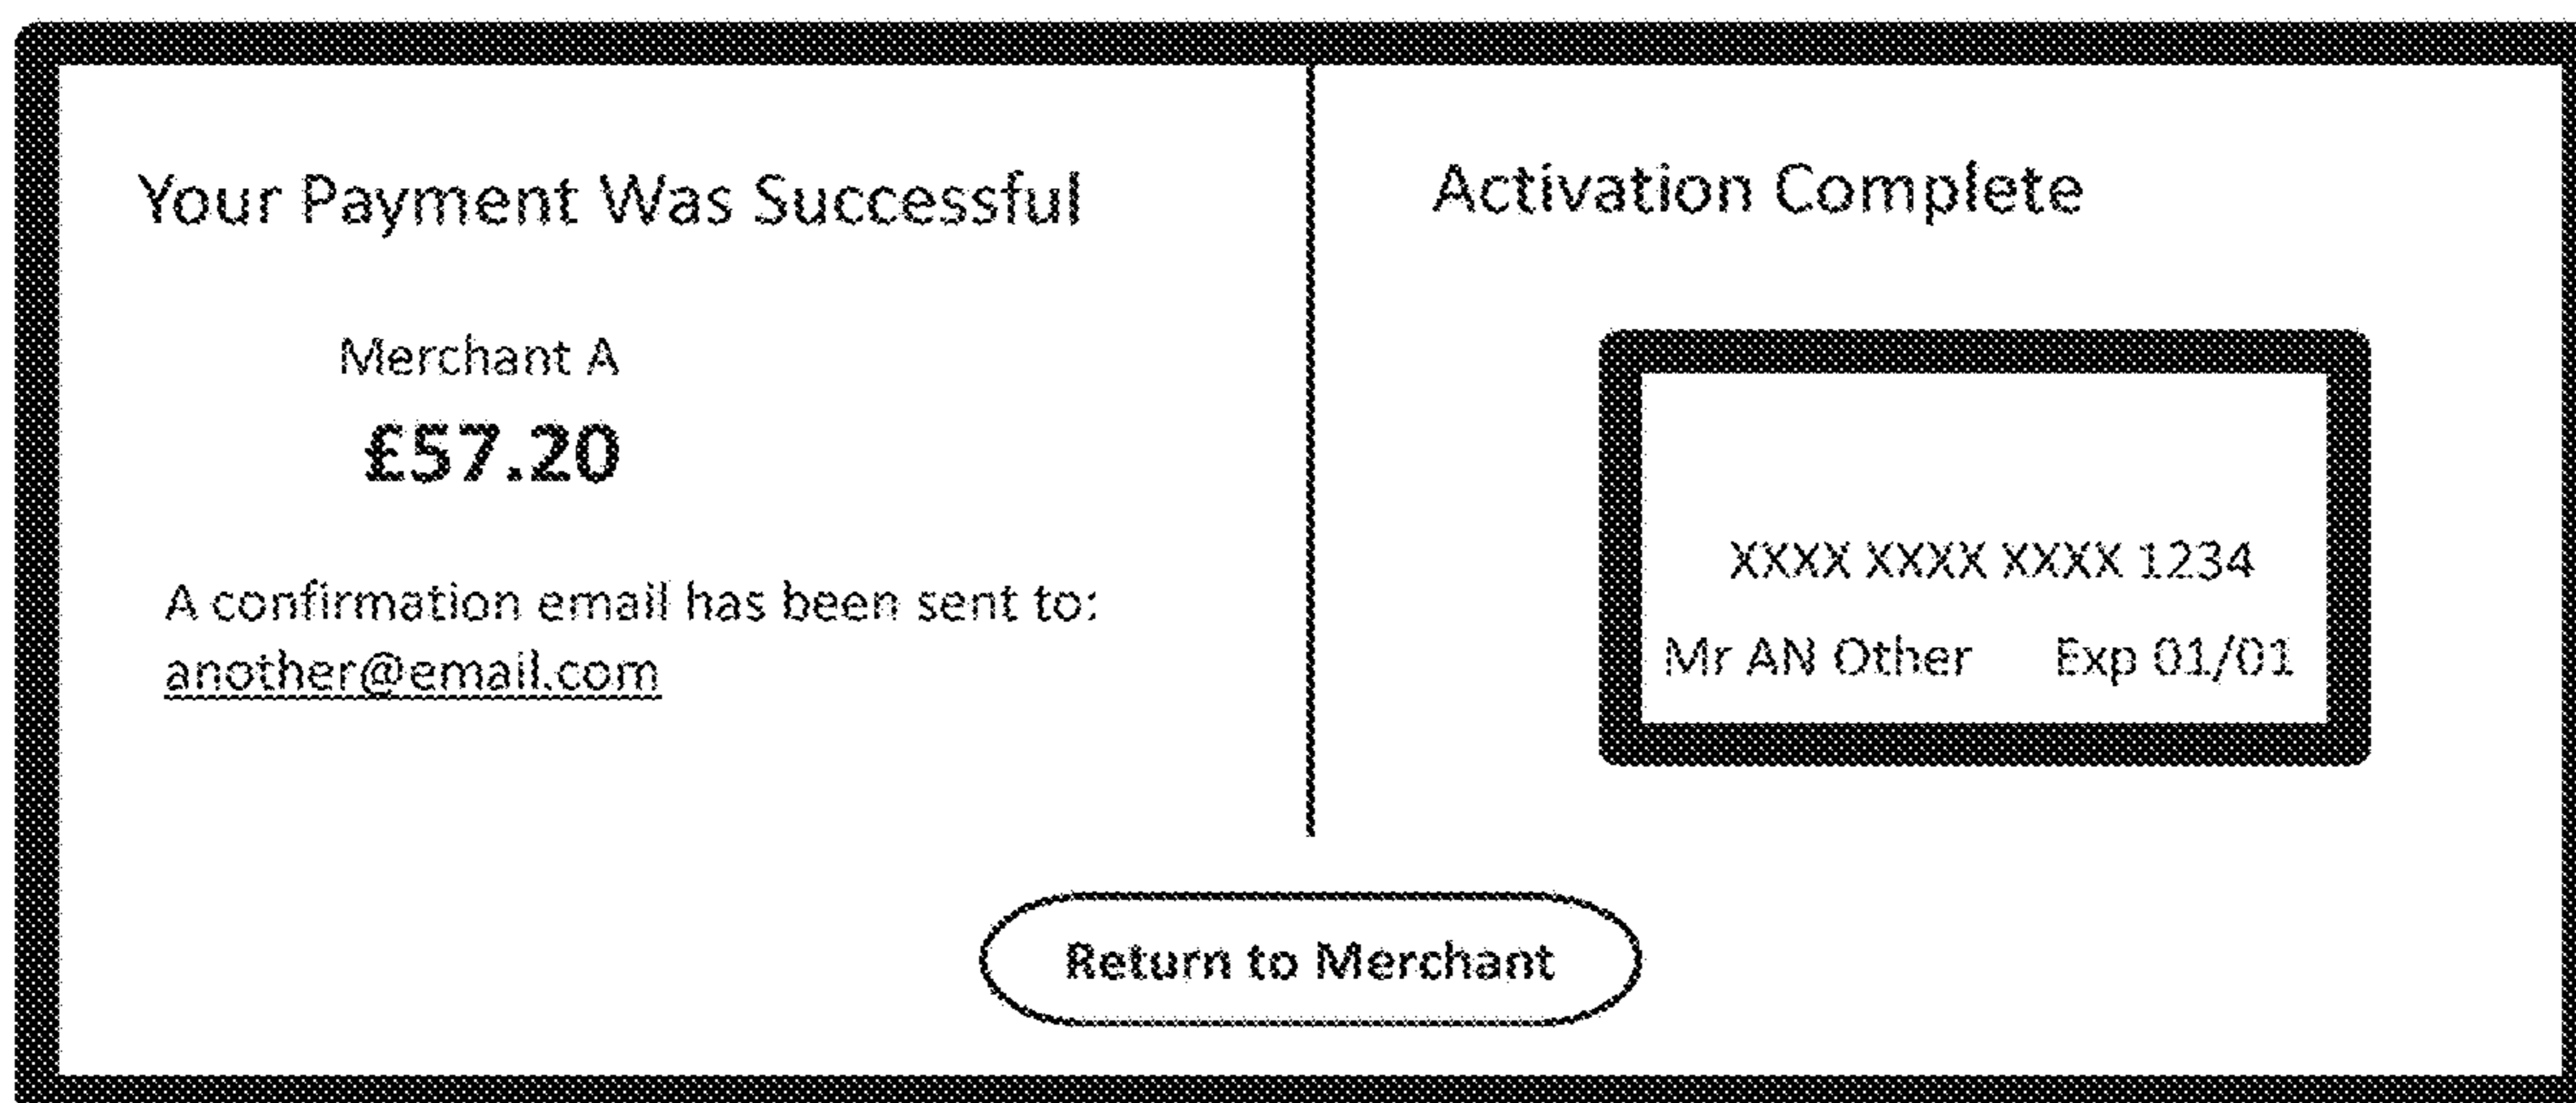 Your Payment Was Successful
Merchant A
£57.20
A confirmation email has been sent to:
another@email.com
Activation Complete
XXXX XXXX XXXX 1234
Mr AN Other Exp 01/01
Return to Merchant